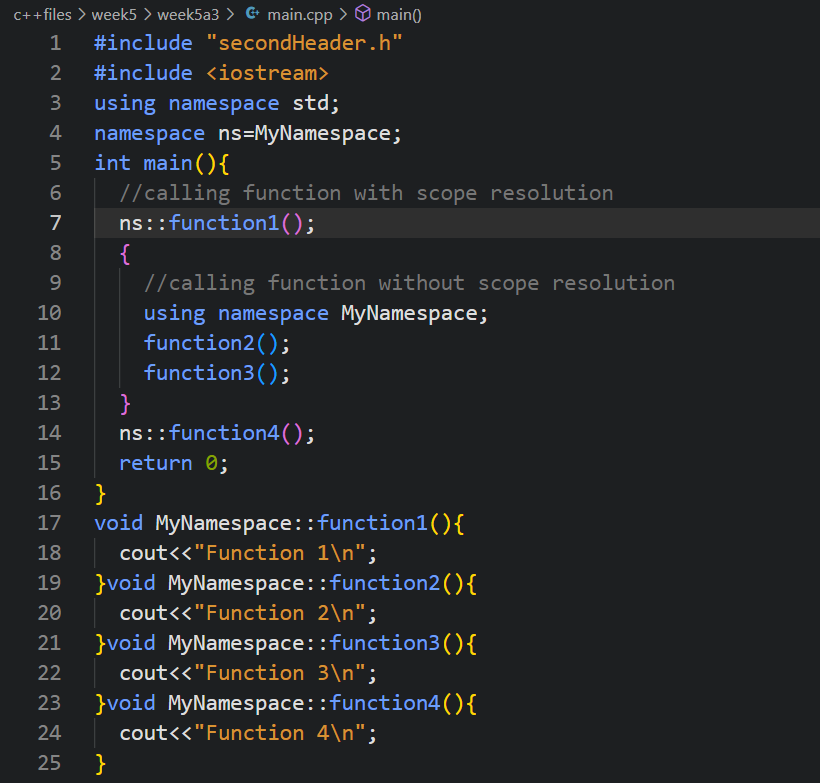 c++files > week5 > week5a3 > main.cpp > main()
1 #include "secondHeader.h"
2 #include <iostream>
3 using namespace std;
4 namespace ns=MyNamespace;
5 int main(){
6   //calling function with scope resolution
7   ns::function1();
8   {
9     //calling function without scope resolution
10     using namespace MyNamespace;
11     function2();
12     function3();
13   }
14   ns::function4();
15   return 0;
16 }
17 void MyNamespace::function1(){
18   cout<<"Function 1\n";
19 }void MyNamespace::function2(){
20   cout<<"Function 2\n";
21 }void MyNamespace::function3(){
22   cout<<"Function 3\n";
23 }void MyNamespace::function4(){
24   cout<<"Function 4\n";
25 }